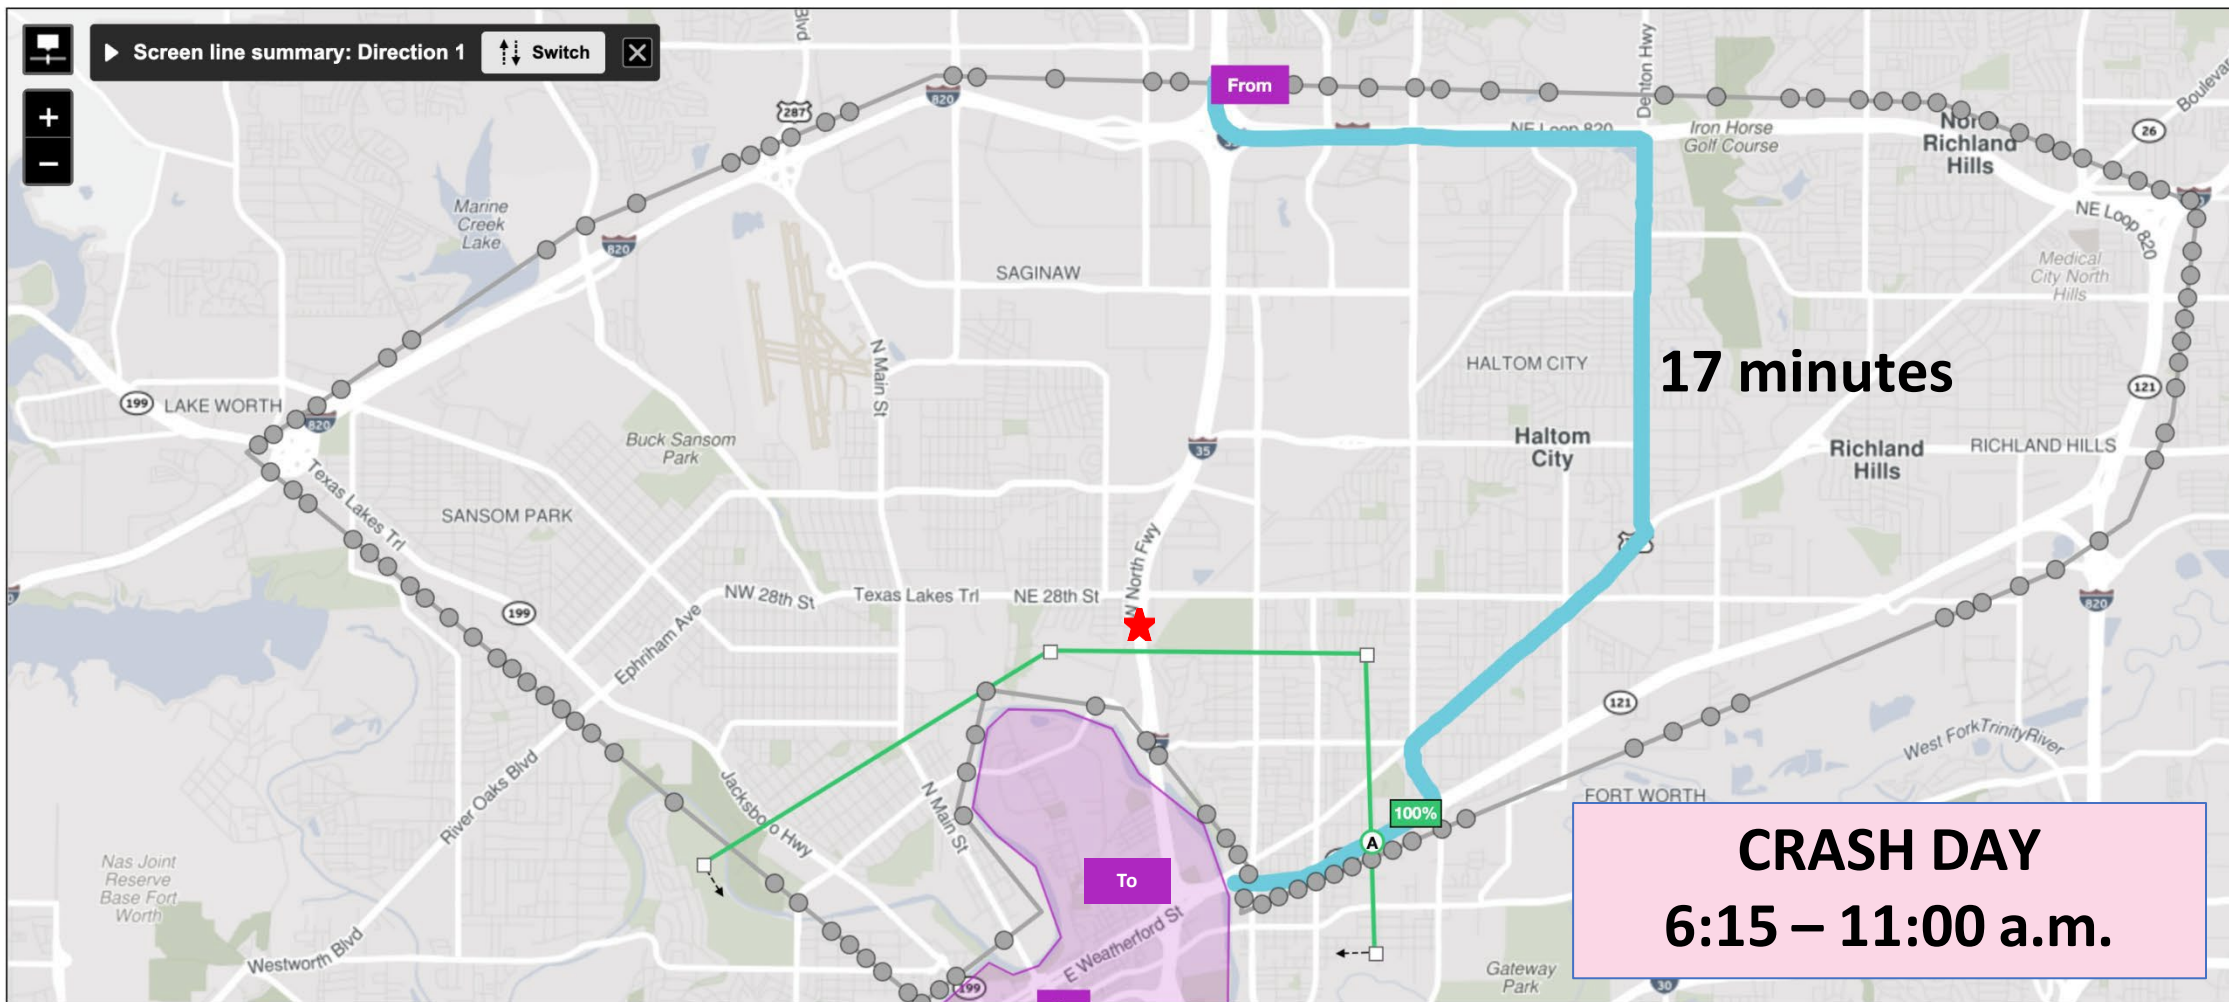 Screen line summary: Direction 1
Switch
+
−
Blvd
287
820
From
Denton Hwy
NE Loop 820
Iron Horse
Golf Course
North
Richland
Hills
26
Boulevar
Marine
Creek
Lake
820
NE Loop 820
SAGINAW
Medical
City North
Hills
N Main St
HALTOM CITY
17 minutes
121
199
LAKE WORTH
820
Buck Sansom
Park
35
Haltom
City
Richland
Hills
RICHLAND HILLS
Texas Lakes Trl
SANSOM PARK
N North Fwy
NW 28th St
Texas Lakes Trl
NE 28th St
199
820
Ephriham Ave
121
West Fork Trinity River
River Oaks Blvd
Jacksboro Hwy
N Main St
FORT WORTH
100%
A
To
Nas Joint
Reserve
Base Fort
Worth
E Weatherford St
Westworth Blvd
199
Gateway
Park
30
CRASH DAY
6:15 – 11:00 a.m.